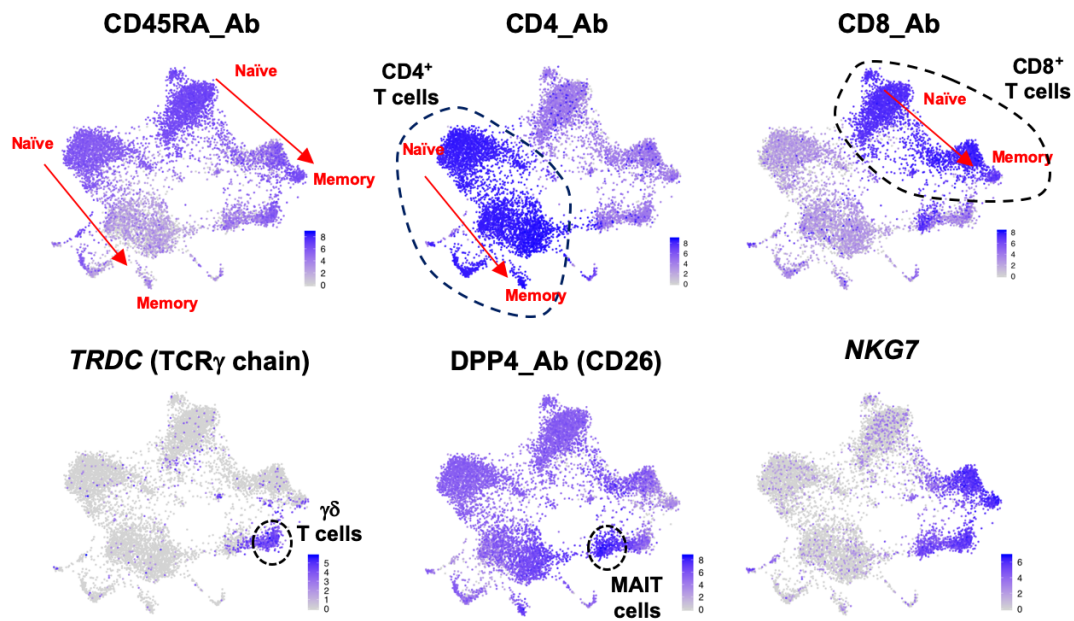 CD45RA_Ab
CD4_Ab
CD8_Ab
Naïve
Naïve
Memory
Memory
8
6
4
2
0
CD4+
T cells
Naïve
Memory
8
6
4
2
0
CD8+
T cells
Naïve
Memory
8
6
4
2
0
TRDC (TCRγ chain)
DPP4_Ab (CD26)
NKG7
γδ
T cells
5
4
3
2
1
0
MAIT
cells
8
6
4
2
0
6
4
2
0